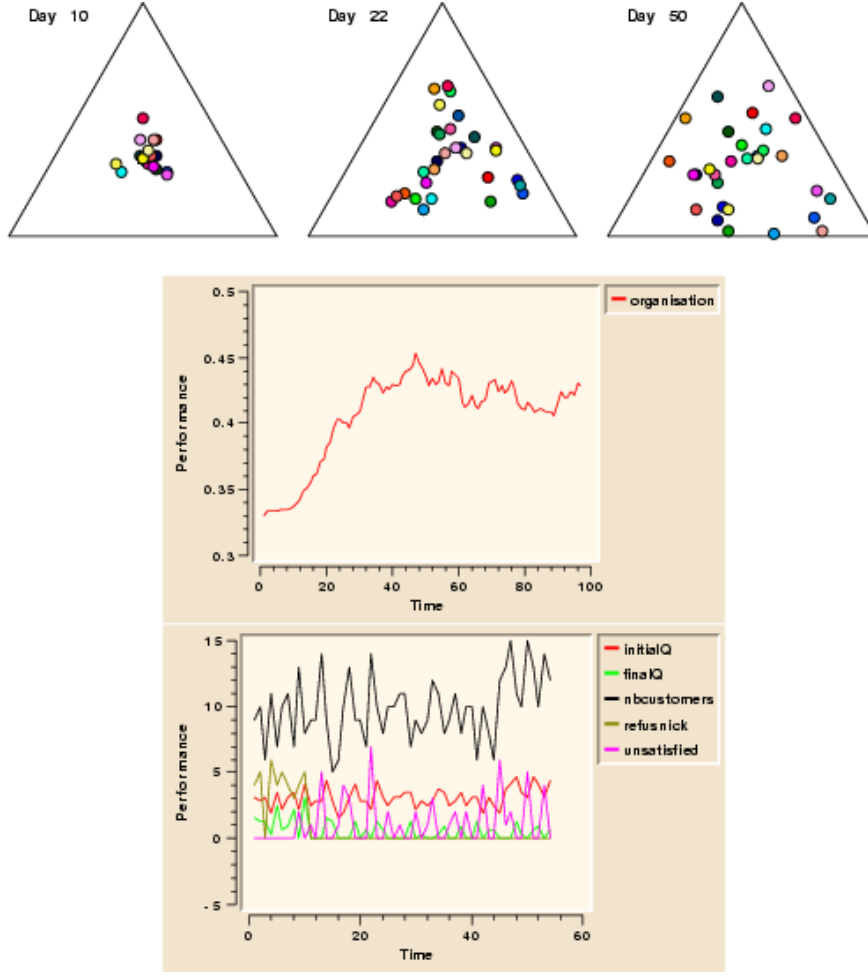 Day 10
Day 22
Day 50
0.5
0.45
0.4
0.35
0.3
Performance
0 20 40 60 80 100
Time
organisation
15
10
5
0
-5
Performance
0 20 40 60
Time
initialQ
finalQ
nbcustomers
refusnick
unsatisfied